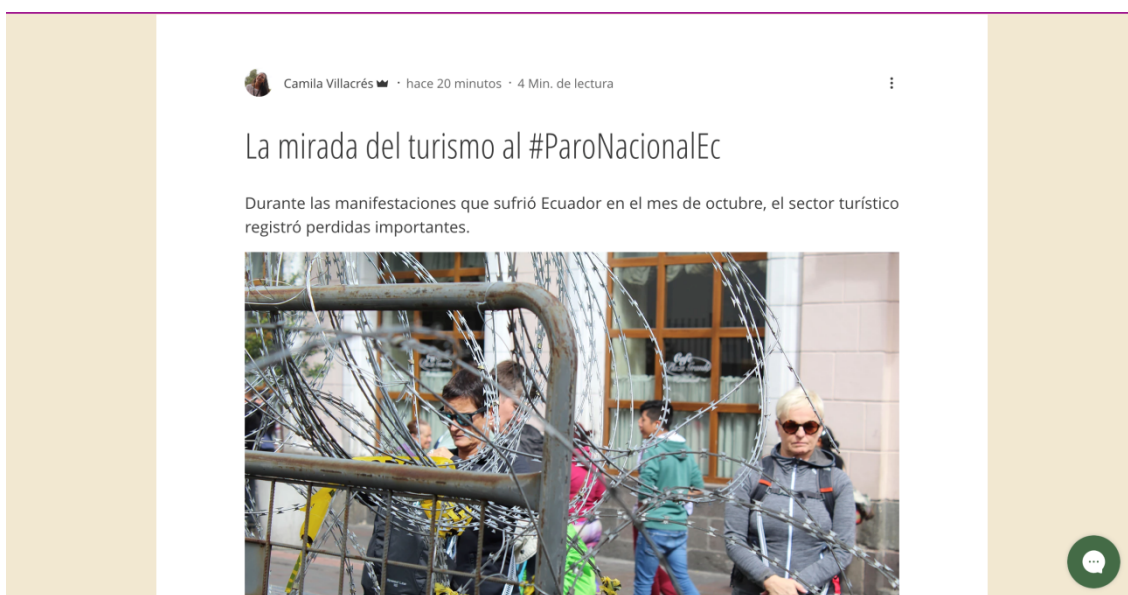 Camila Villacrés · hace 20 minutos · 4 Min. de lectura
La mirada del turismo al #ParoNacionalEc
Durante las manifestaciones que sufrió Ecuador en el mes de octubre, el sector turístico
registró perdidas importantes.